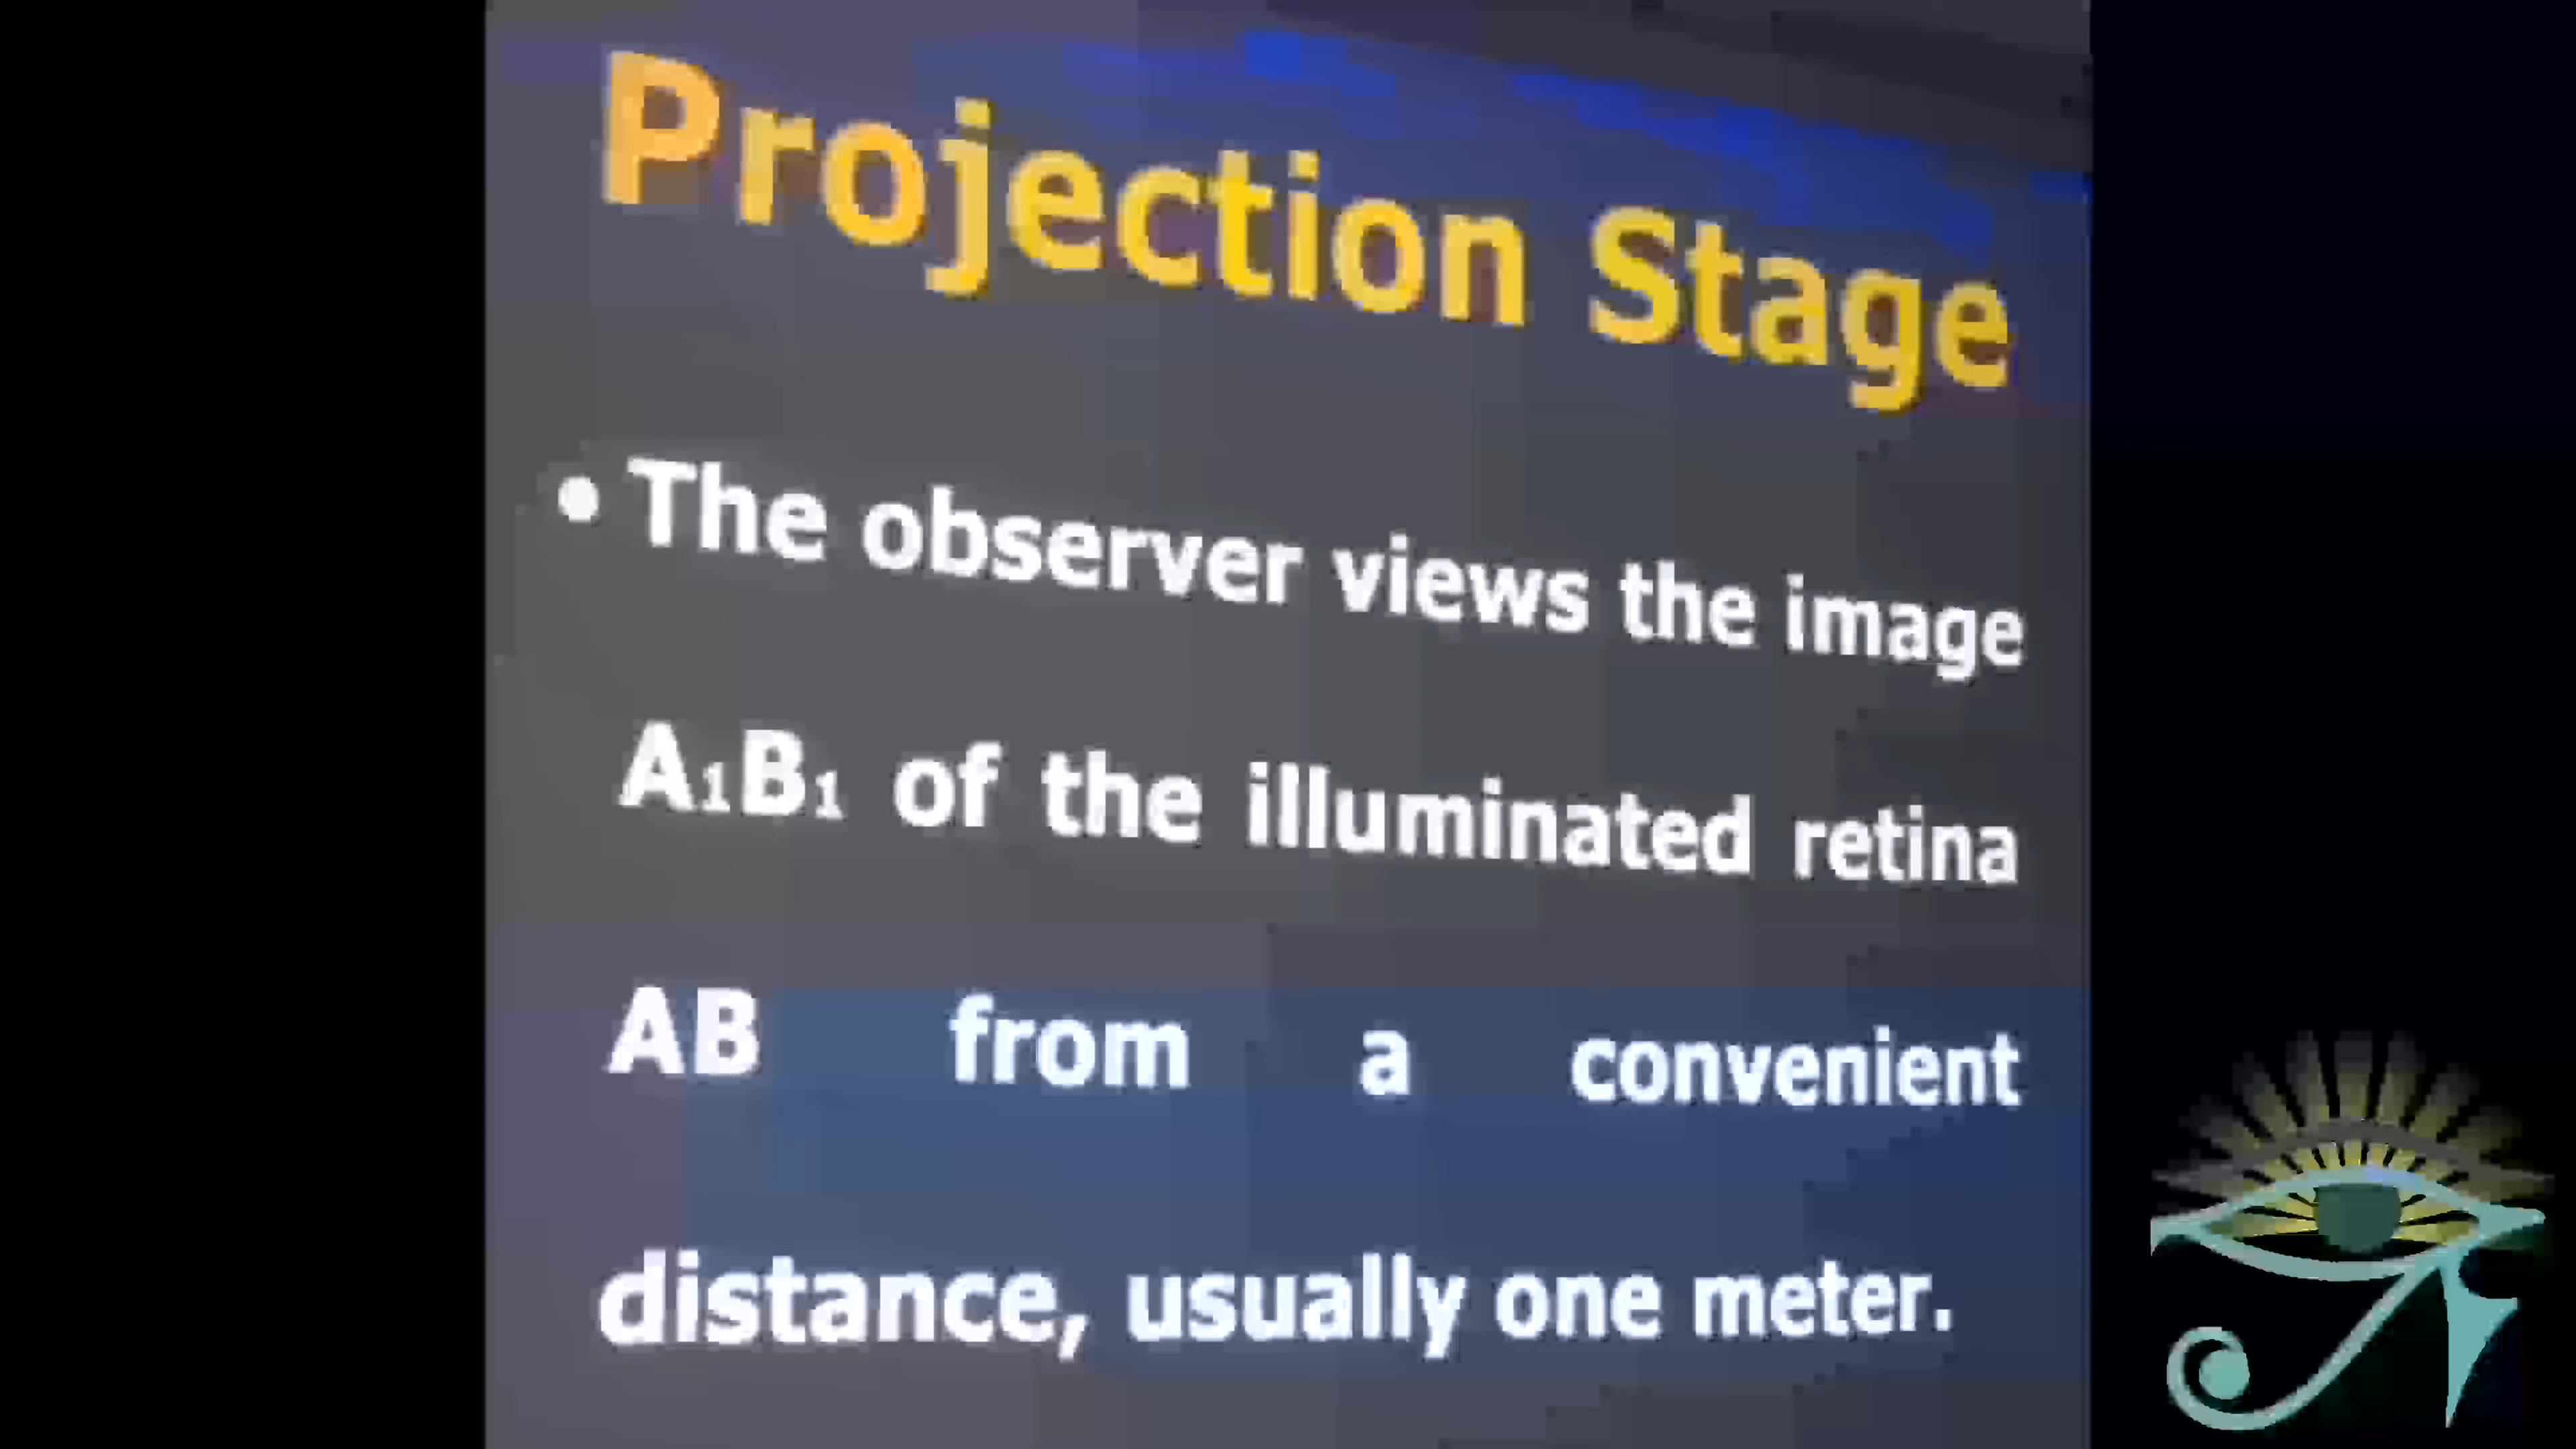 Projection Stage
• The observer views the image
A₁B₁ of the illuminated retina
AB from a convenient
distance, usually one meter.